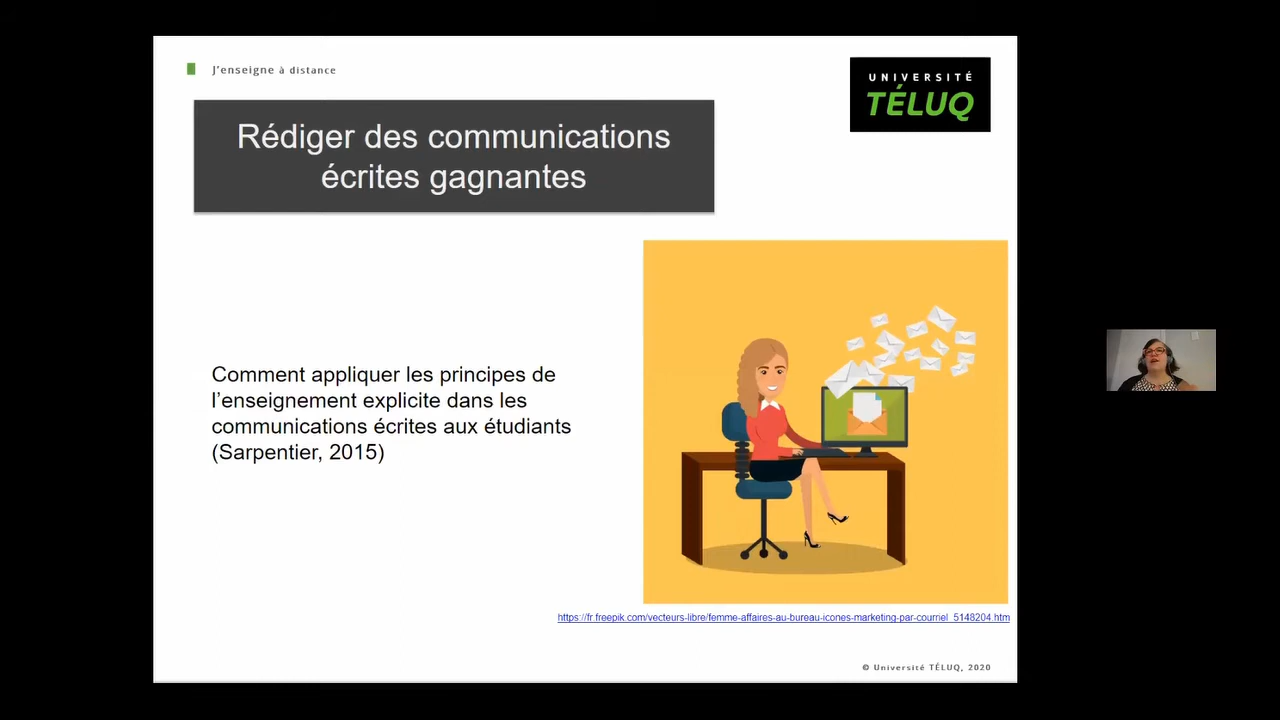 J'enseigne à distance
UNIVERSITÉ
TÉLUQ
Rédiger des communications
écrites gagnantes
Comment appliquer les principes de
l'enseignement explicite dans les
communications écrites aux étudiants
(Sarpentier, 2015)
https://fr.freepik.com/vecteurs-libre/femme-affaires-au-bureau-icones-marketing-par-courriel_5148204.htm
© Université TÉLUQ, 2020